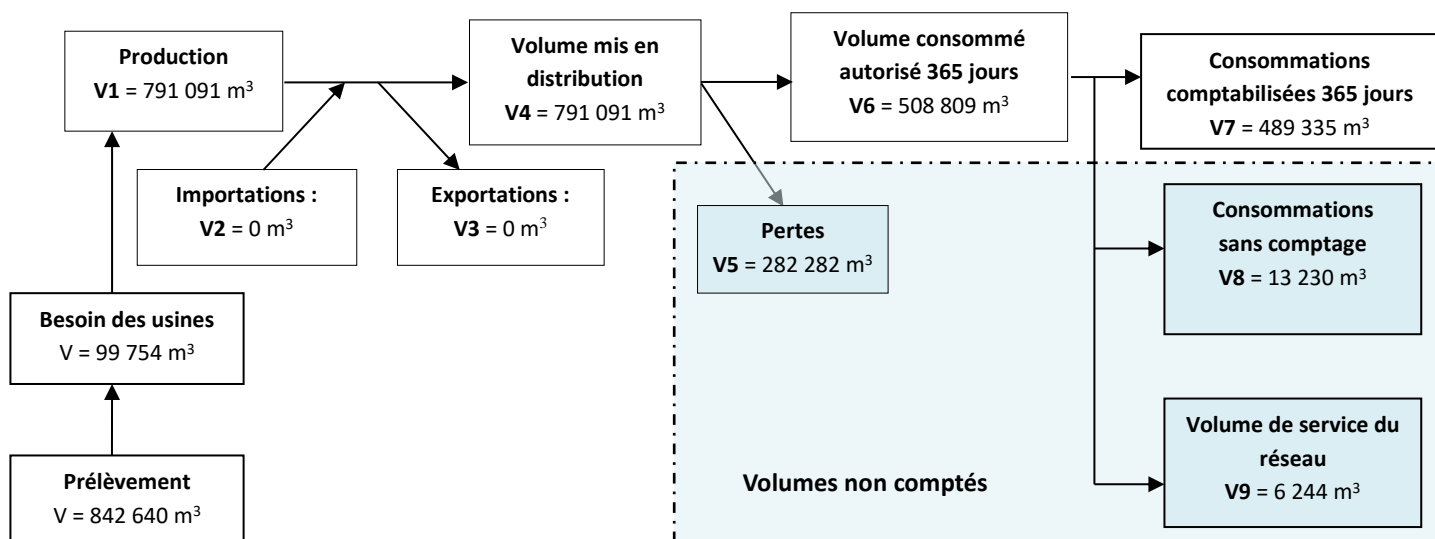 Production
V1 = 791 091 m³
Volume mis en
distribution
V4 = 791 091 m³
Volume consommé
autorisé 365 jours
V6 = 508 809 m³
Consommations
comptabilisées 365 jours
V7 = 489 335 m³
Importations :
V2 = 0 m³
Exportations :
V3 = 0 m³
Pertes
V5 = 282 282 m³
Consommations
sans comptage
V8 = 13 230 m³
Besoin des usines
V = 99 754 m³
Prélèvement
V = 842 640 m³
Volumes non comptés
Volume de service du
réseau
V9 = 6 244 m³